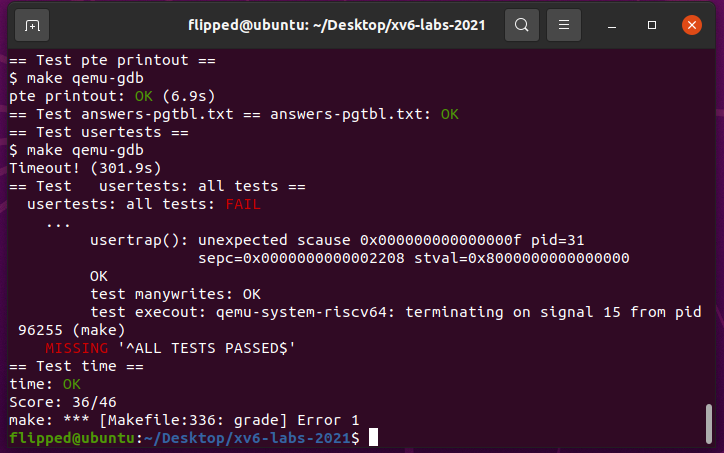 flipped@ubuntu: ~/Desktop/xv6-labs-2021
== Test pte printout ==
$ make qemu-gdb
pte printout: OK (6.9s)
== Test answers-pgtbl.txt == answers-pgtbl.txt: OK
== Test usertests ==
$ make qemu-gdb
Timeout! (301.9s)
== Test   usertests: all tests ==
  usertests: all tests: FAIL
    ...
         usertrap(): unexpected scause 0x000000000000000f pid=31
                     sepc=0x0000000000002208 stval=0x8000000000000000
         OK
         test manywrites: OK
         test execout: qemu-system-riscv64: terminating on signal 15 from pid
 96255 (make)
    MISSING '^ALL TESTS PASSED$'
== Test time ==
time: OK
Score: 36/46
make: *** [Makefile:336: grade] Error 1
flipped@ubuntu:~/Desktop/xv6-labs-2021$